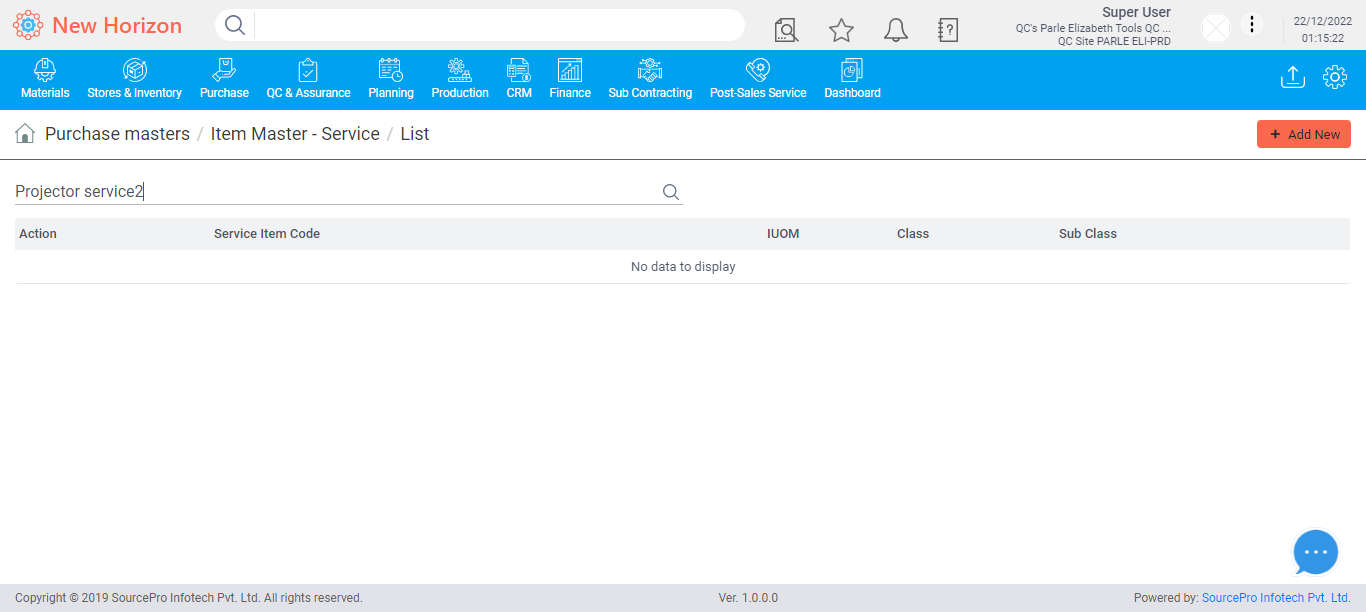 New Horizon
Super User
QC's Parle Elizabeth Tools QC ...
QC Site PARLE ELI-PRD
22/12/2022
01:15:22
Materials
Stores & Inventory
Purchase
QC & Assurance
Planning
Production
CRM
Finance
Sub Contracting
Post-Sales Service
Dashboard
Purchase masters / Item Master - Service / List
+ Add New
Projector service2
Action Service Item Code IUOM Class Sub Class
No data to display
Copyright © 2019 SourcePro Infotech Pvt. Ltd. All rights reserved. Ver. 1.0.0.0 Powered by: SourcePro Infotech Pvt. Ltd.